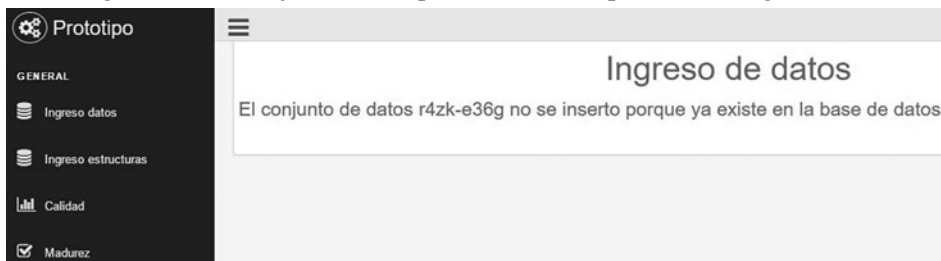 Prototipo
GENERAL
Ingreso datos
Ingreso estructuras
Calidad
Madurez
Ingreso de datos
El conjunto de datos r4zk-e36g no se inserto porque ya existe en la base de datos